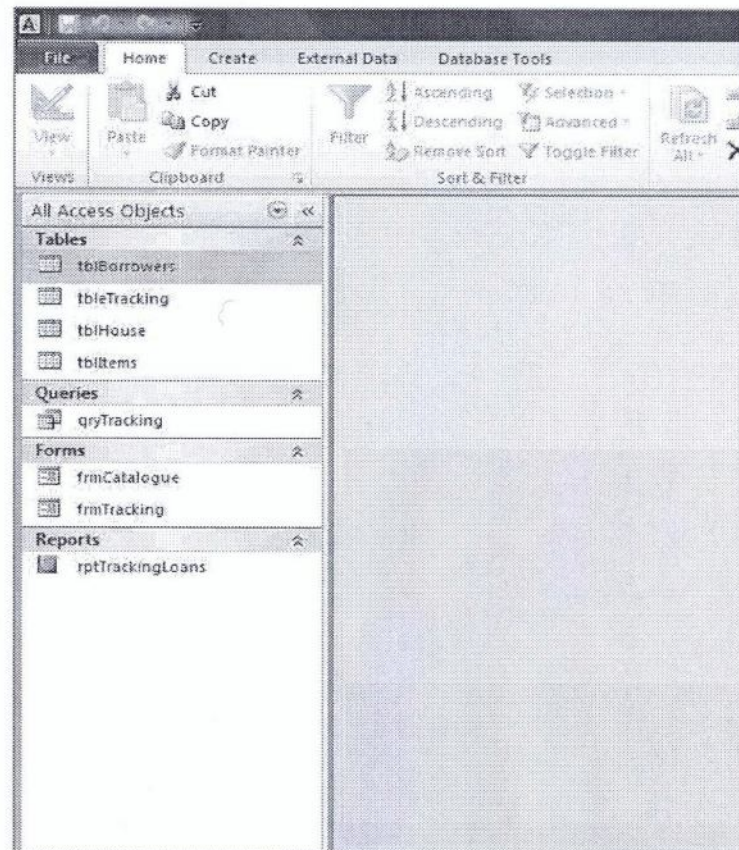 A
File Home Create External Data Database Tools
View
Paste
Cut
Copy
Format Painter
Filter
Ascending
Descending
Remove Sort
Selection
Advanced
Toggle Filter
Refresh
All
Views Clipboard Sort & Filter
All Access Objects
Tables
tblBorrowers
tbleTracking
tblHouse
tblItems
Queries
qryTracking
Forms
frmCatalogue
frmTracking
Reports
rptTrackingLoans